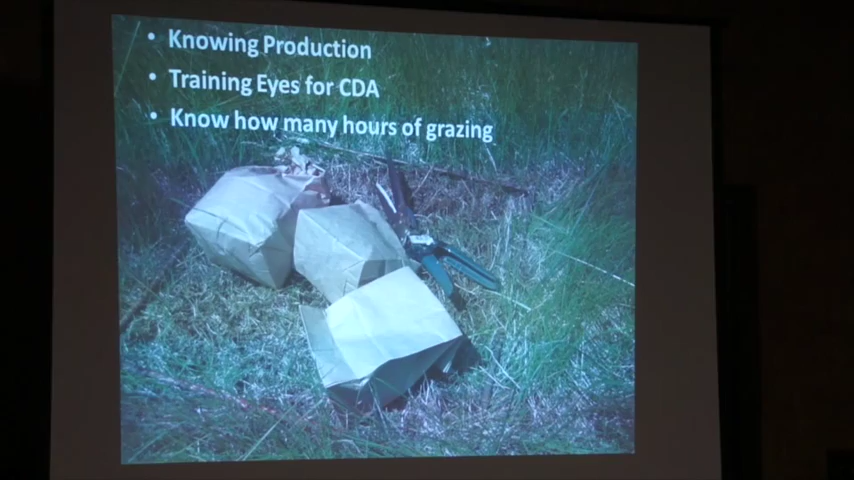 • Knowing Production
• Training Eyes for CDA
• Know how many hours of grazing